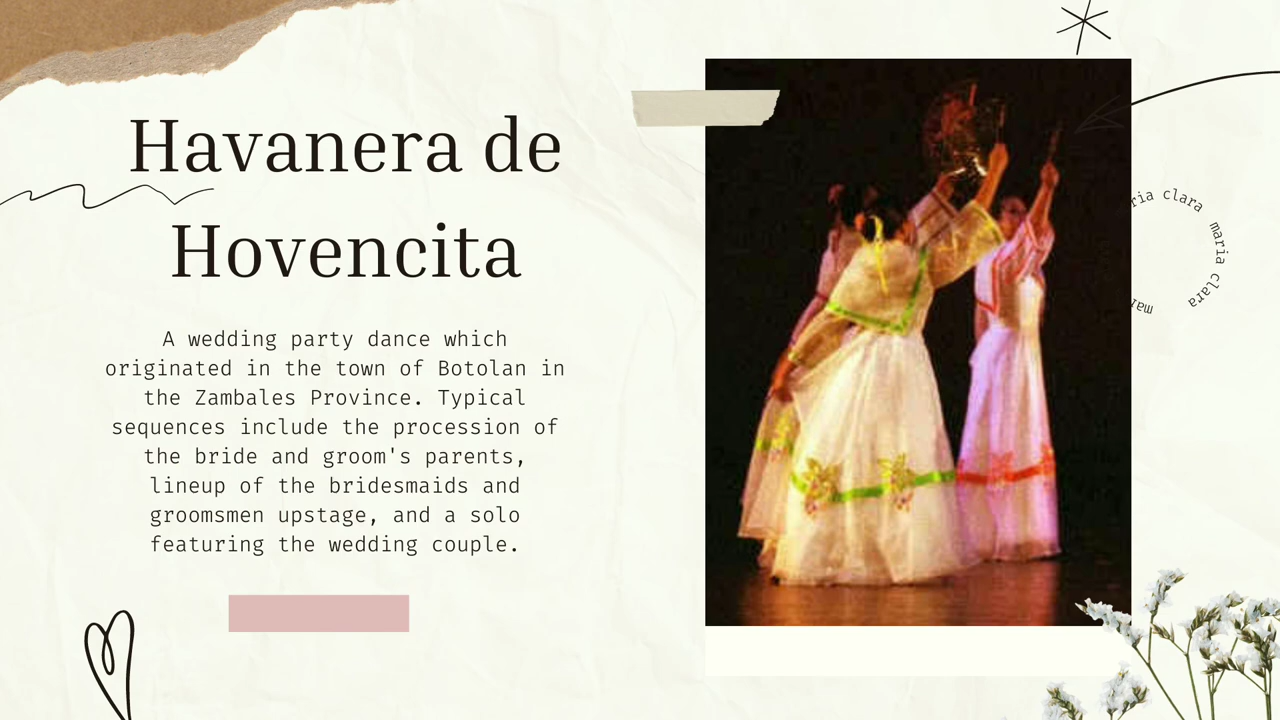 Havanera de
Hovencita
A wedding party dance which
originated in the town of Botolan in
the Zambales Province. Typical
sequences include the procession of
the bride and groom's parents,
lineup of the bridesmaids and
groomsmen upstage, and a solo
featuring the wedding couple.
ria clara maria clara mar